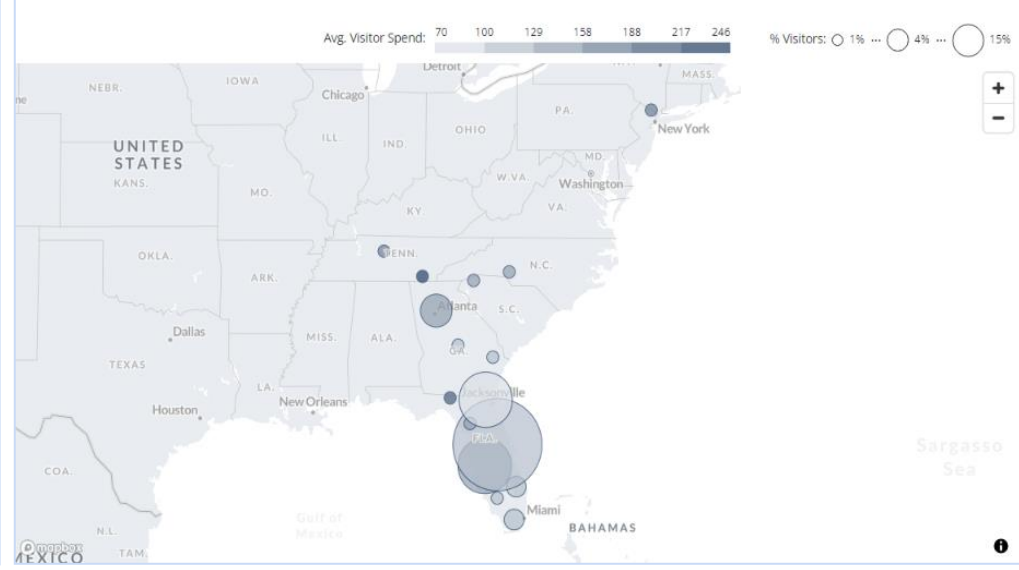 Avg. Visitor Spend: 70 100 129 158 188 217 246
% Visitors: 1% ... 4% ... 15%
Detroit
MASS.
NEBR.
IOWA
Chicago
PA.
+
−
ILL.
IND.
OHIO
New York
UNITED
STATES
MD.
KANS.
MO.
W.VA.
Washington
KY.
VA.
OKLA.
TENN.
N.C.
ARK.
Atlanta
S.C.
Dallas
MISS.
ALA.
GA.
TEXAS
LA.
Jacksonville
Houston
New Orleans
FLA.
Sargasso
Sea
COA.
Miami
Gulf of
Mexico
BAHAMAS
N.L.
mapbox
MEXICO
TAM.